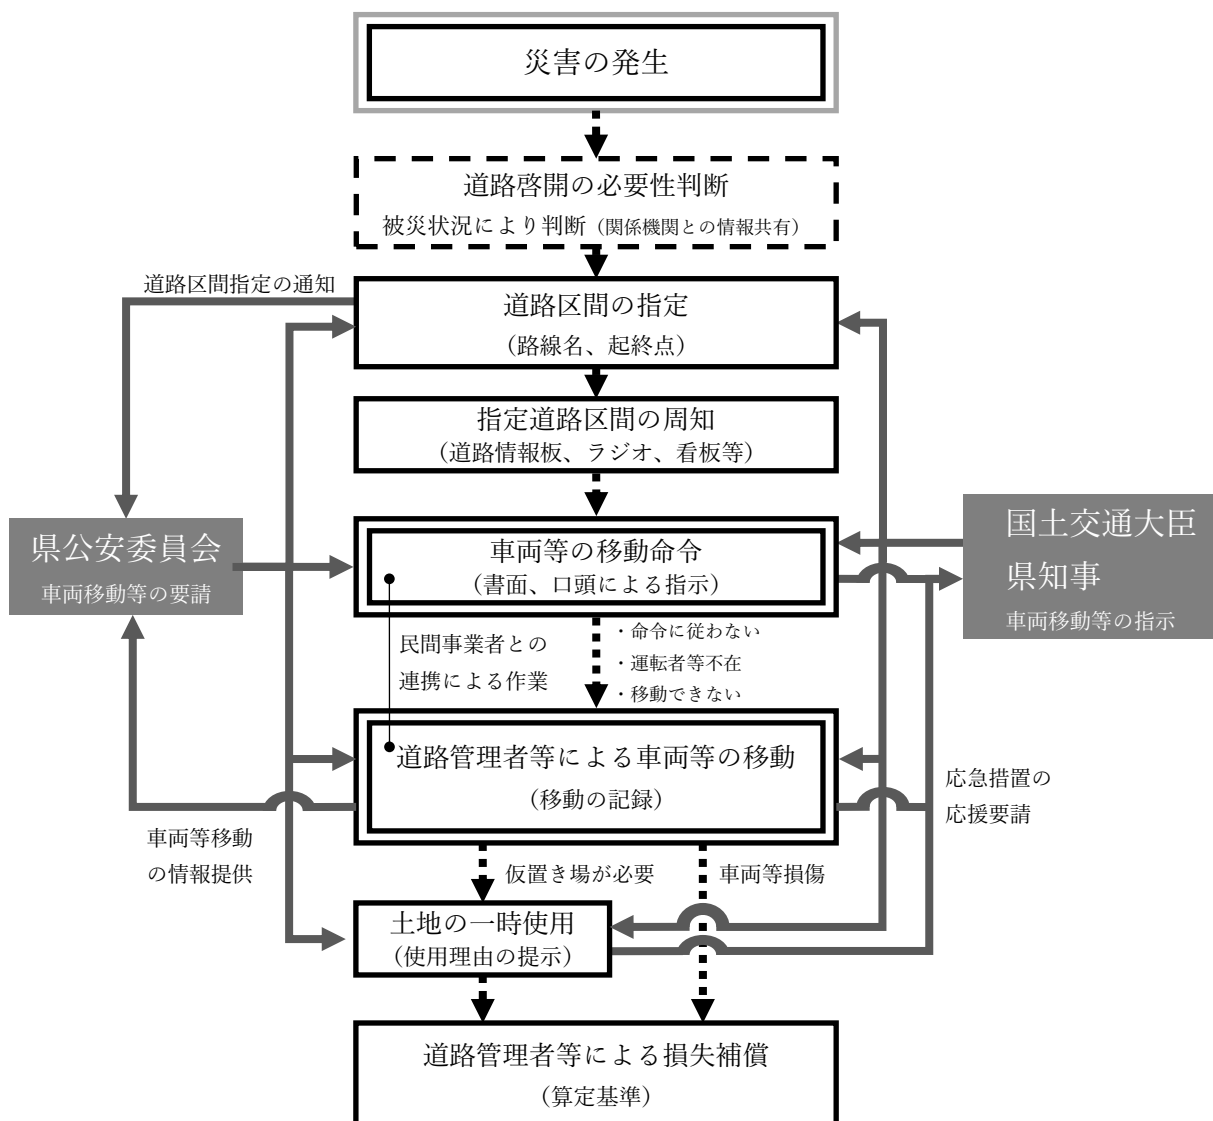 災害の発生
道路啓開の必要性判断
被災状況により判断（関係機関との情報共有）
道路区間指定の通知
道路区間の指定
（路線名、起終点）
指定道路区間の周知
（道路情報板、ラジオ、看板等）
県公安委員会
車両移動等の要請
車両等の移動命令
（書面、口頭による指示）
国土交通大臣
県知事
車両移動等の指示
民間事業者との
連携による作業
・命令に従わない
・運転者等不在
・移動できない
道路管理者等による車両等の移動
（移動の記録）
応急措置の
応援要請
車両等移動
の情報提供
仮置き場が必要
車両等損傷
土地の一時使用
（使用理由の提示）
道路管理者等による損失補償
（算定基準）